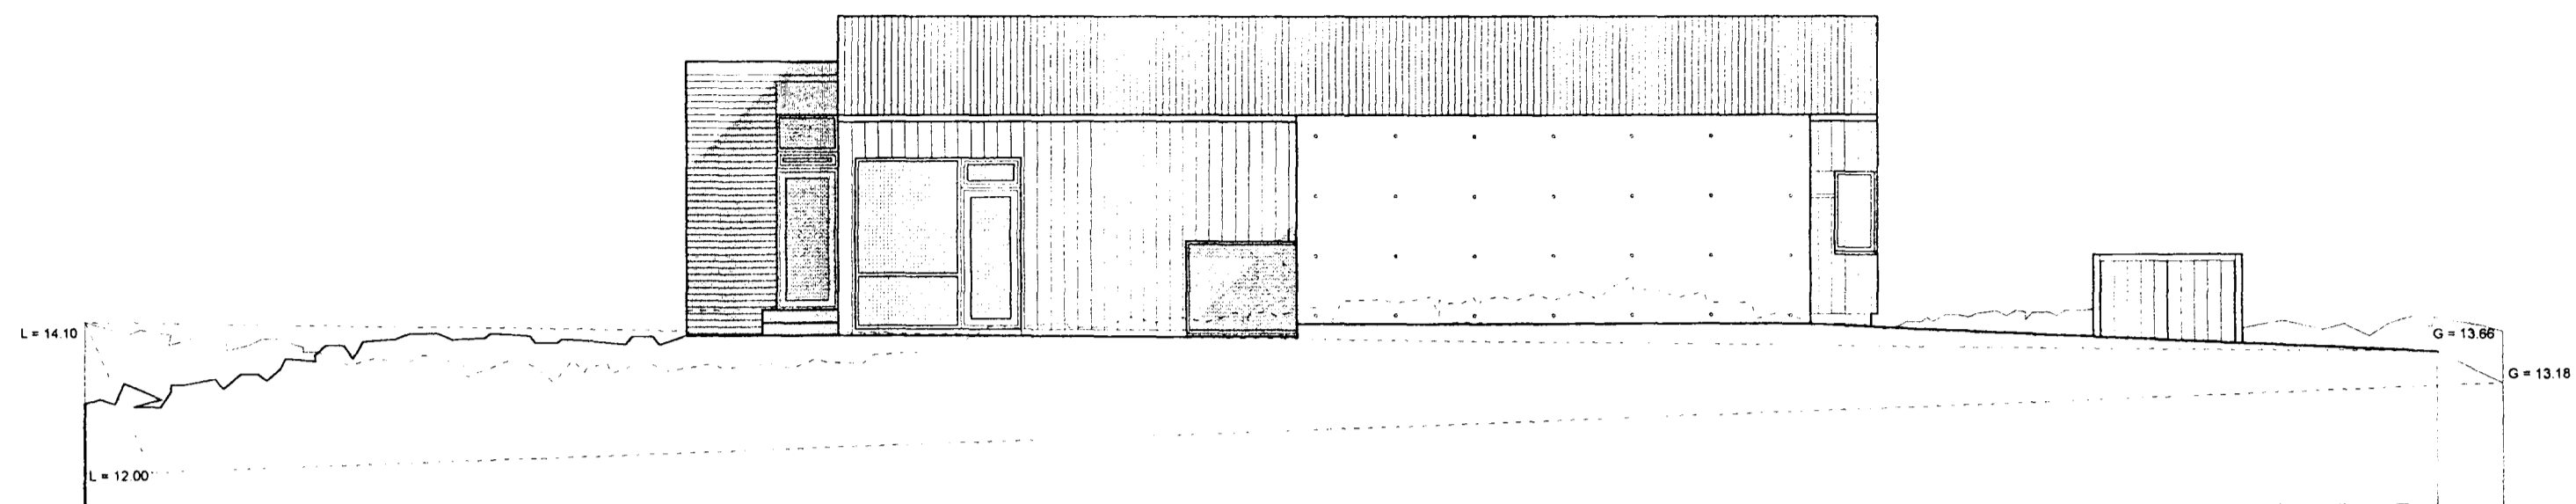 L = 14.10
G = 13.66
G = 13.18
L = 12.00